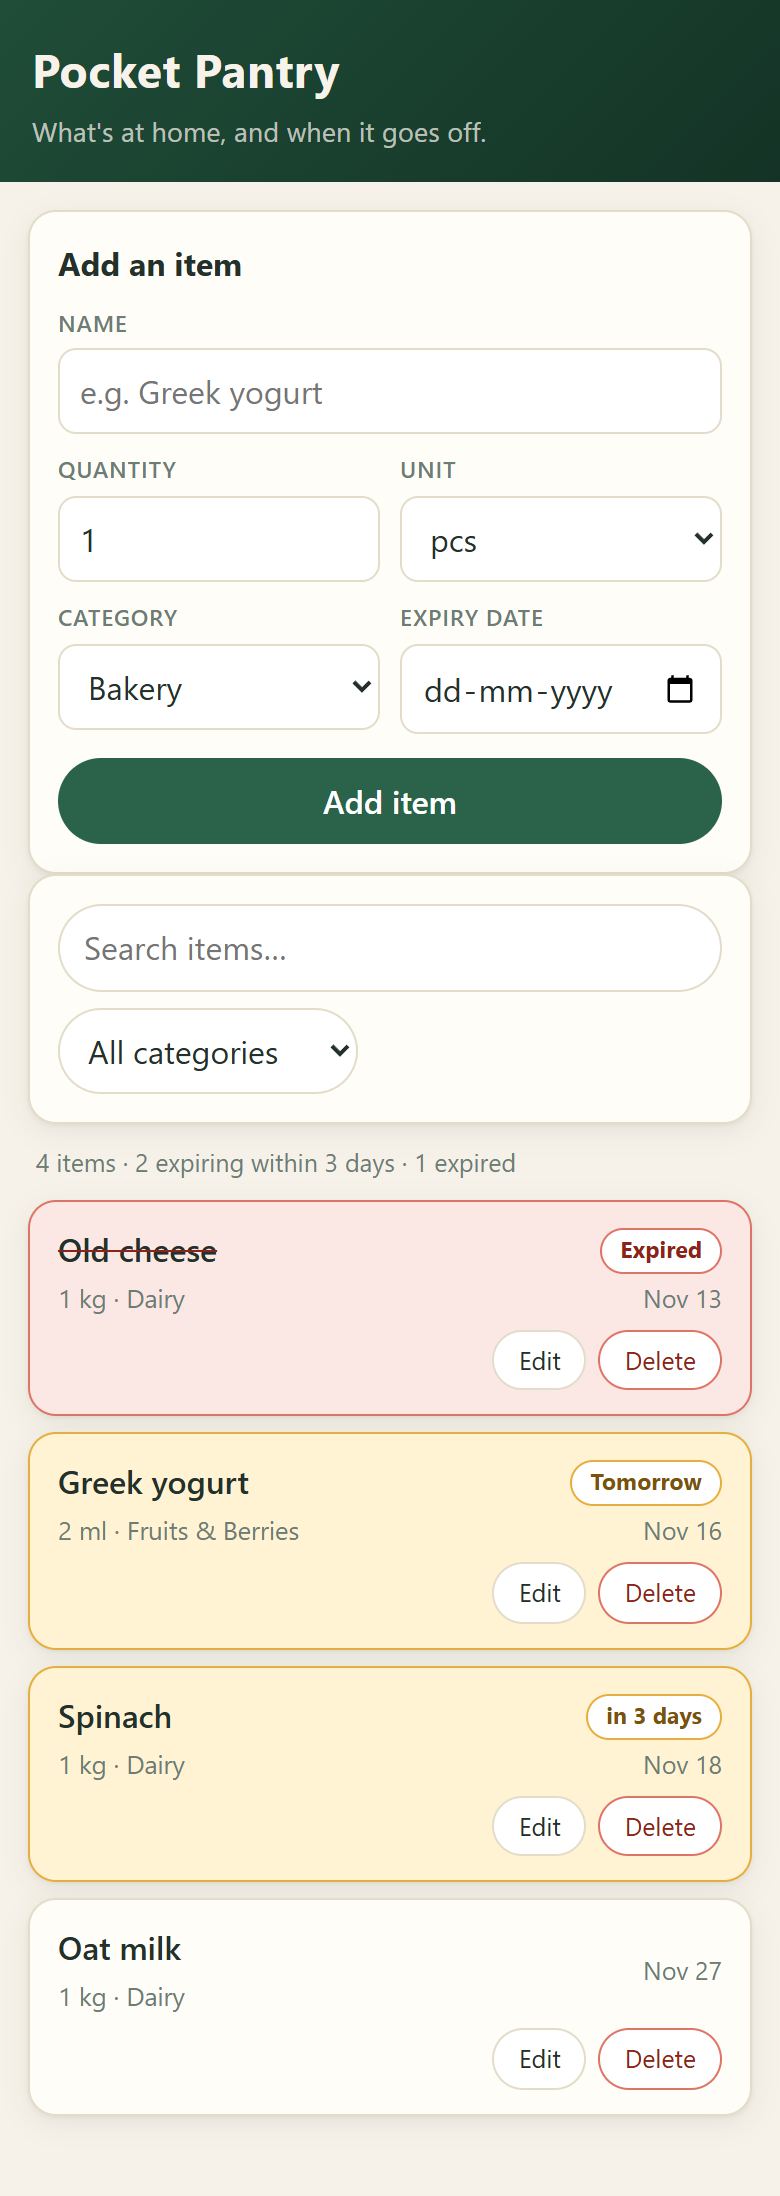 Pocket Pantry
What's at home, and when it goes off.
Add an item
NAME
e.g. Greek yogurt
QUANTITY UNIT
1 pcs
CATEGORY EXPIRY DATE
Bakery dd-mm-yyyy
Add item
Search items...
All categories
4 items · 2 expiring within 3 days · 1 expired
Old cheese Expired
1 kg · Dairy Nov 13
Edit Delete
Greek yogurt Tomorrow
2 ml · Fruits & Berries Nov 16
Edit Delete
Spinach in 3 days
1 kg · Dairy Nov 18
Edit Delete
Oat milk
Nov 27
1 kg · Dairy
Edit Delete